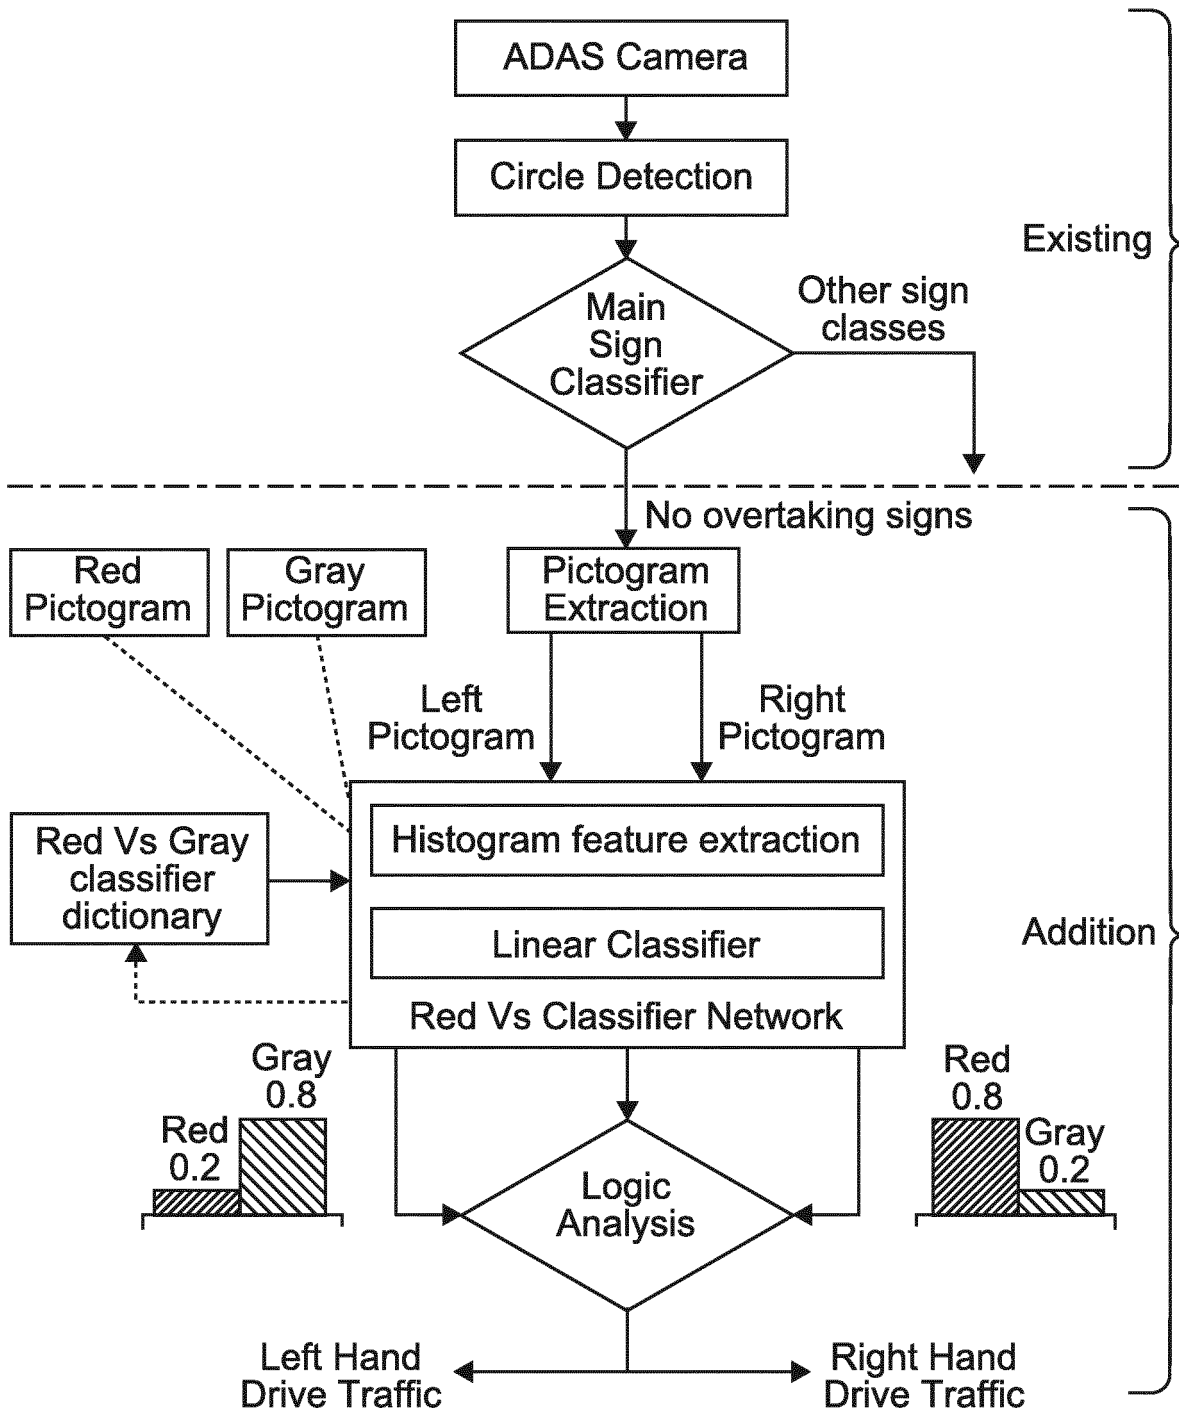 ADAS Camera
Circle Detection
Existing
Main
Sign
Classifier
Other sign
classes
No overtaking signs
Red
Pictogram
Gray
Pictogram
Pictogram
Extraction
Left
Pictogram
Right
Pictogram
Histogram feature extraction
Red Vs Gray
classifier
dictionary
Linear Classifier
Addition
Red Vs Classifier Network
Gray
0.8
Red
0.2
Red
0.8
Gray
0.2
Logic
Analysis
Left Hand
Drive Traffic
Right Hand
Drive Traffic